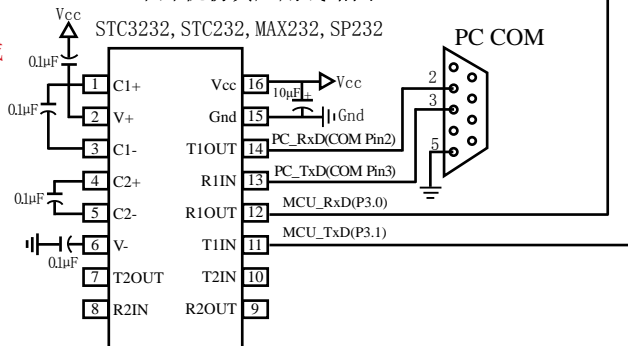 Vcc
STC3232, STC232, MAX232, SP232
PC COM
0.1μF
1 C1+ Vcc 16 Vcc
10μF +
0.1μF
2 V+ Gnd 15 Gnd
2
3
5
3 C1- T1OUT 14 PC_RxD(COM Pin2)
4 C2+ R1IN 13 PC_TxD(COM Pin3)
0.1μF
5 C2- R1OUT 12 MCU_RxD(P3.0)
6 V- T1IN 11 MCU_TxD(P3.1)
0.1μF
7 T2OUT T2IN 10
8 R2IN R2OUT 9